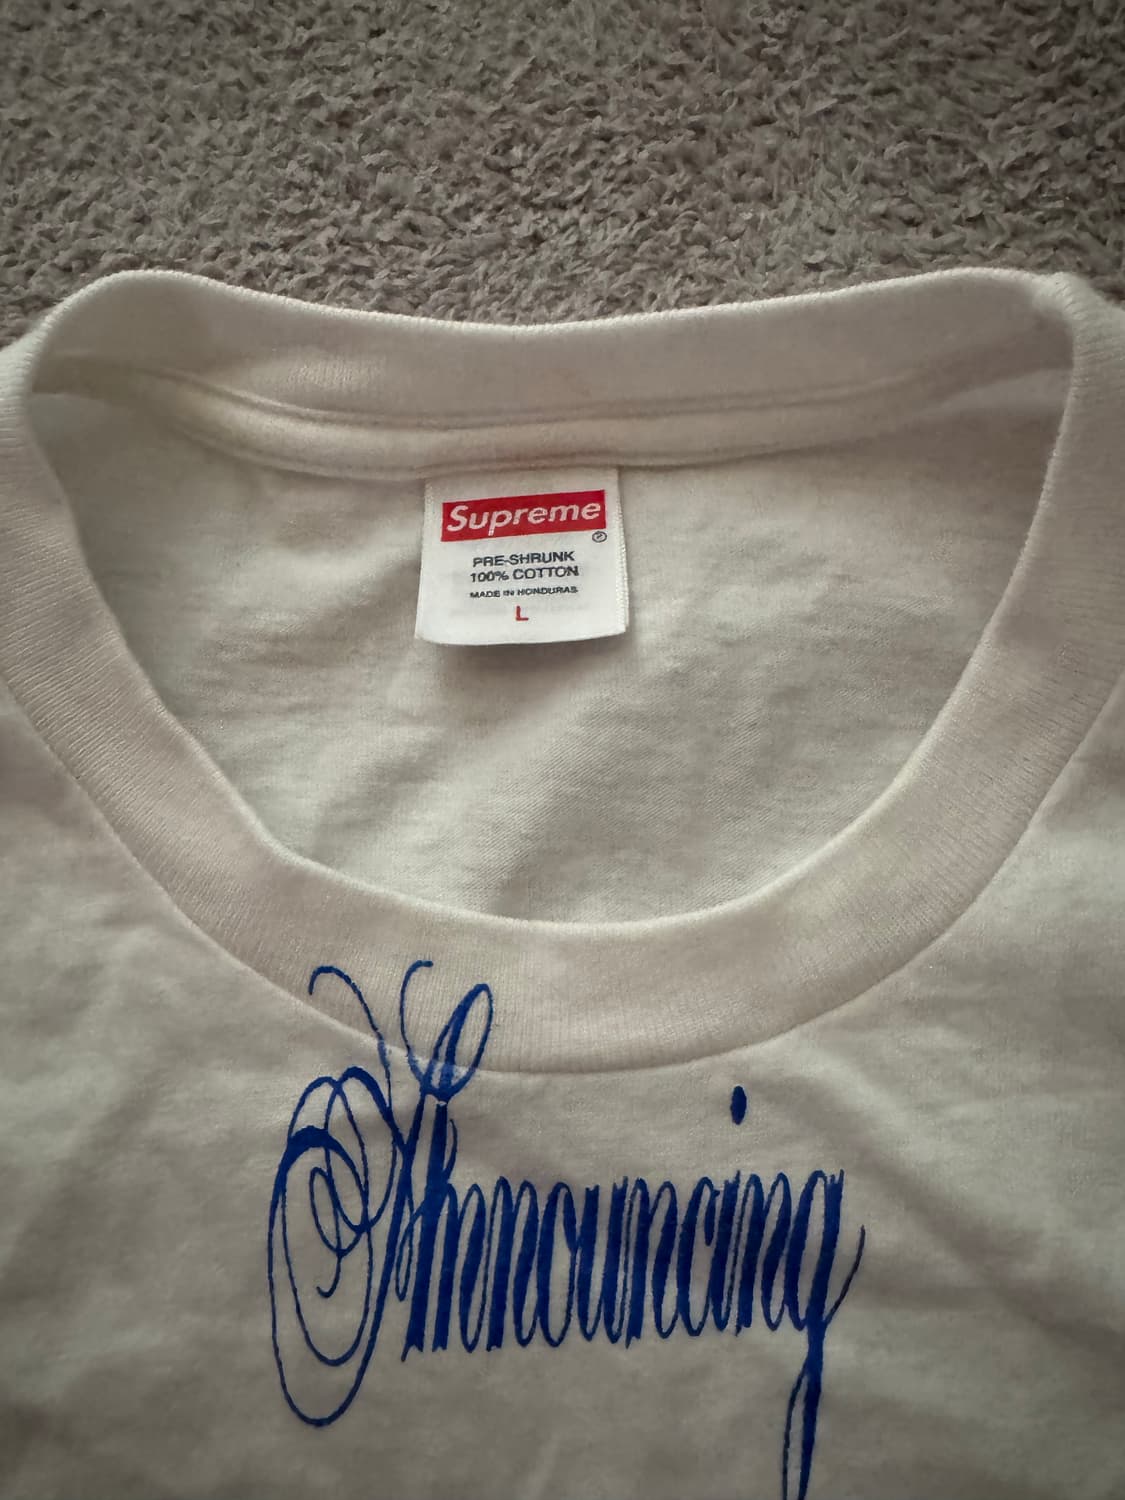 Supreme
®
PRE-SHRUNK
100% COTTON
MADE IN HONDURAS
L
Announcing